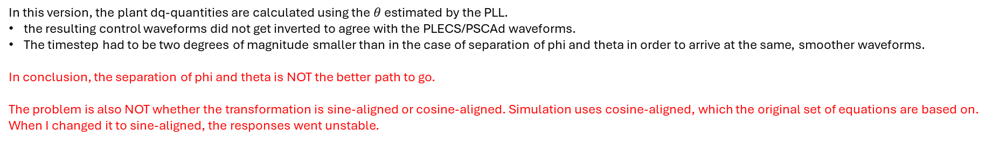 In this version, the plant dq-quantities are calculated using the θ estimated by the PLL.
• the resulting control waveforms did not get inverted to agree with the PLECS/PSCAd waveforms.
• The timestep had to be two degrees of magnitude smaller than in the case of separation of phi and theta in order to arrive at the same, smoother waveforms.
In conclusion, the separation of phi and theta is NOT the better path to go.
The problem is also NOT whether the transformation is sine-aligned or cosine-aligned. Simulation uses cosine-aligned, which the original set of equations are based on.
When I changed it to sine-aligned, the responses went unstable.